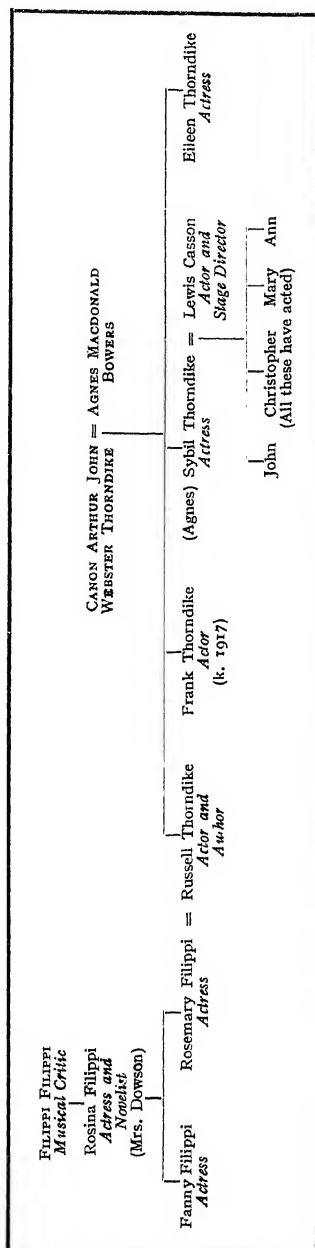 FILIPPI FILIPPI
Musical Critic
Rosina Filippi
Actress and
Novelist
(Mrs. Dowson)
Fanny Filippi
Actress
Rosemary Filippi = Russell Thorndike
Actress
Actor and
Author
CANON ARTHUR JOHN = AGNES MACDONALD
WEBSTER THORNDIKE
BOWERS
Frank Thorndike
Actor
(k. 1917)
(Agnes) Sybil Thorndike = Lewis Casson
Actress
Actor and
Stage Director
Eileen Thorndike
Actress
John Christopher Mary Ann
(All these have acted)